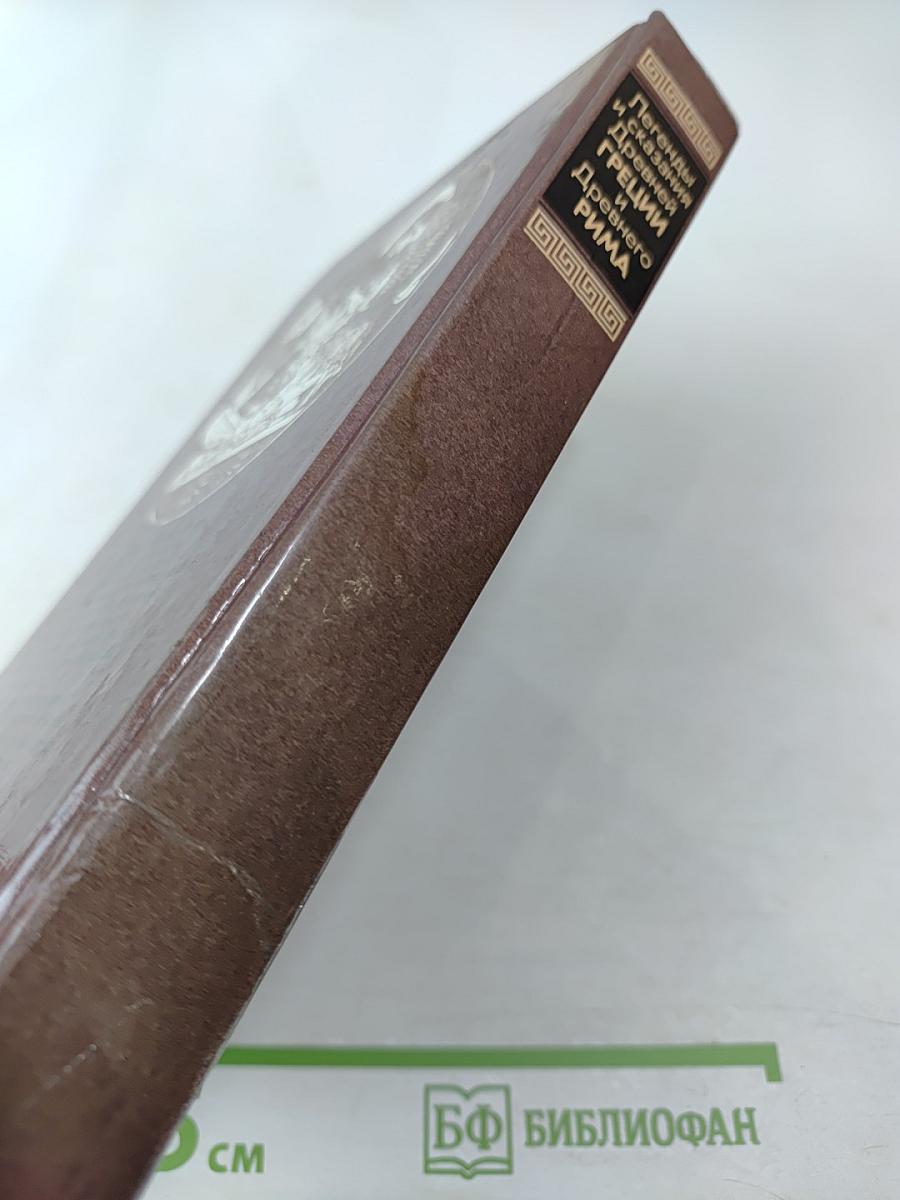 Легенды
и сказания
Древней
ГРЕЦИИ
и
Древнего
РИМА
см
БФ БИБЛИОФАН